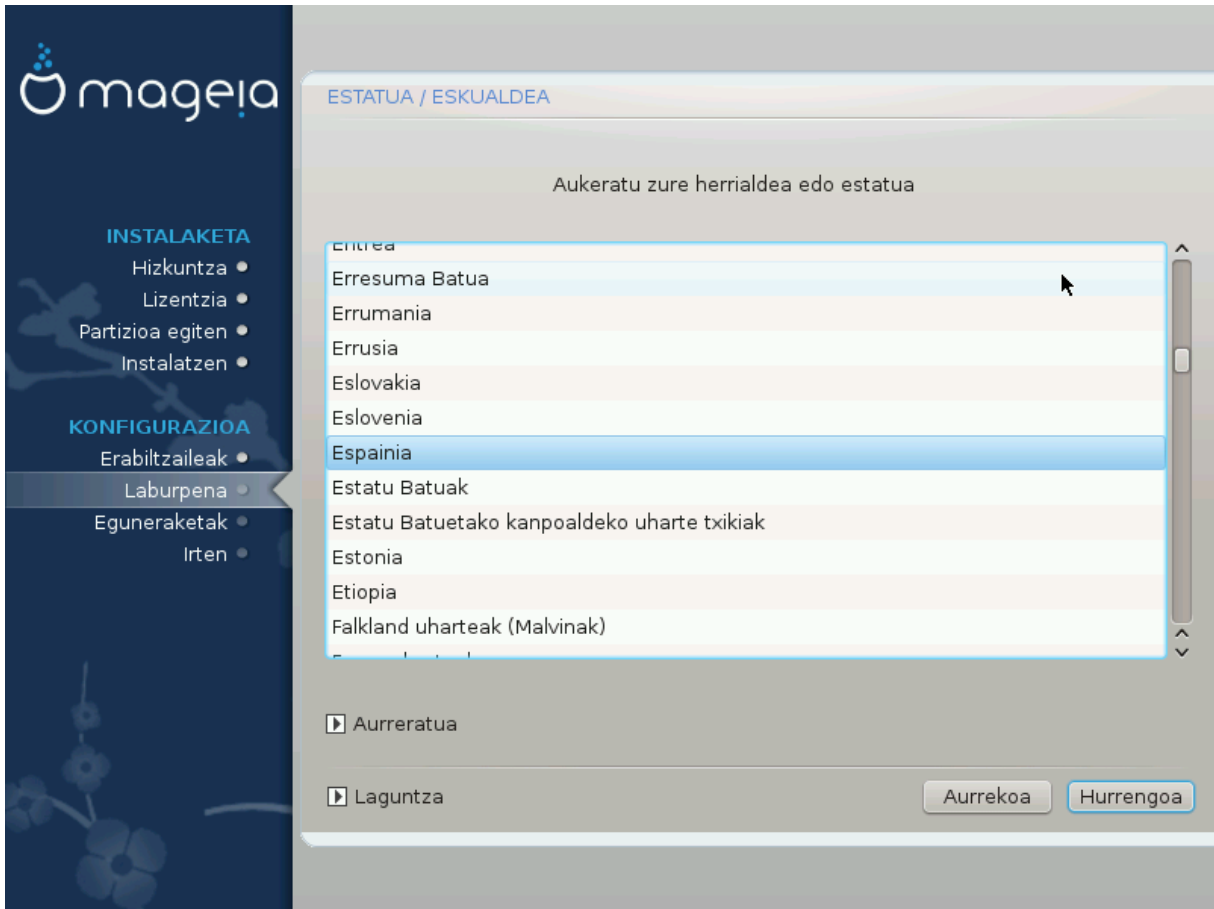 mageia
INSTALAKETA
Hizkuntza
Lizentzia
Partizioa egiten
Instalatzen
KONFIGURAZIOA
Erabiltzaileak
Laburpena
Eguneraketak
Irten
ESTATUA / ESKUALDEA
Aukeratu zure herrialdea edo estatua
Eritrea
Erresuma Batua
Errumania
Errusia
Eslovakia
Eslovenia
Espainia
Estatu Batuak
Estatu Batuetako kanpoaldeko uharte txikiak
Estonia
Etiopia
Falkland uharteak (Malvinak)
Aurreratua
Laguntza
Aurrekoa
Hurrengoa